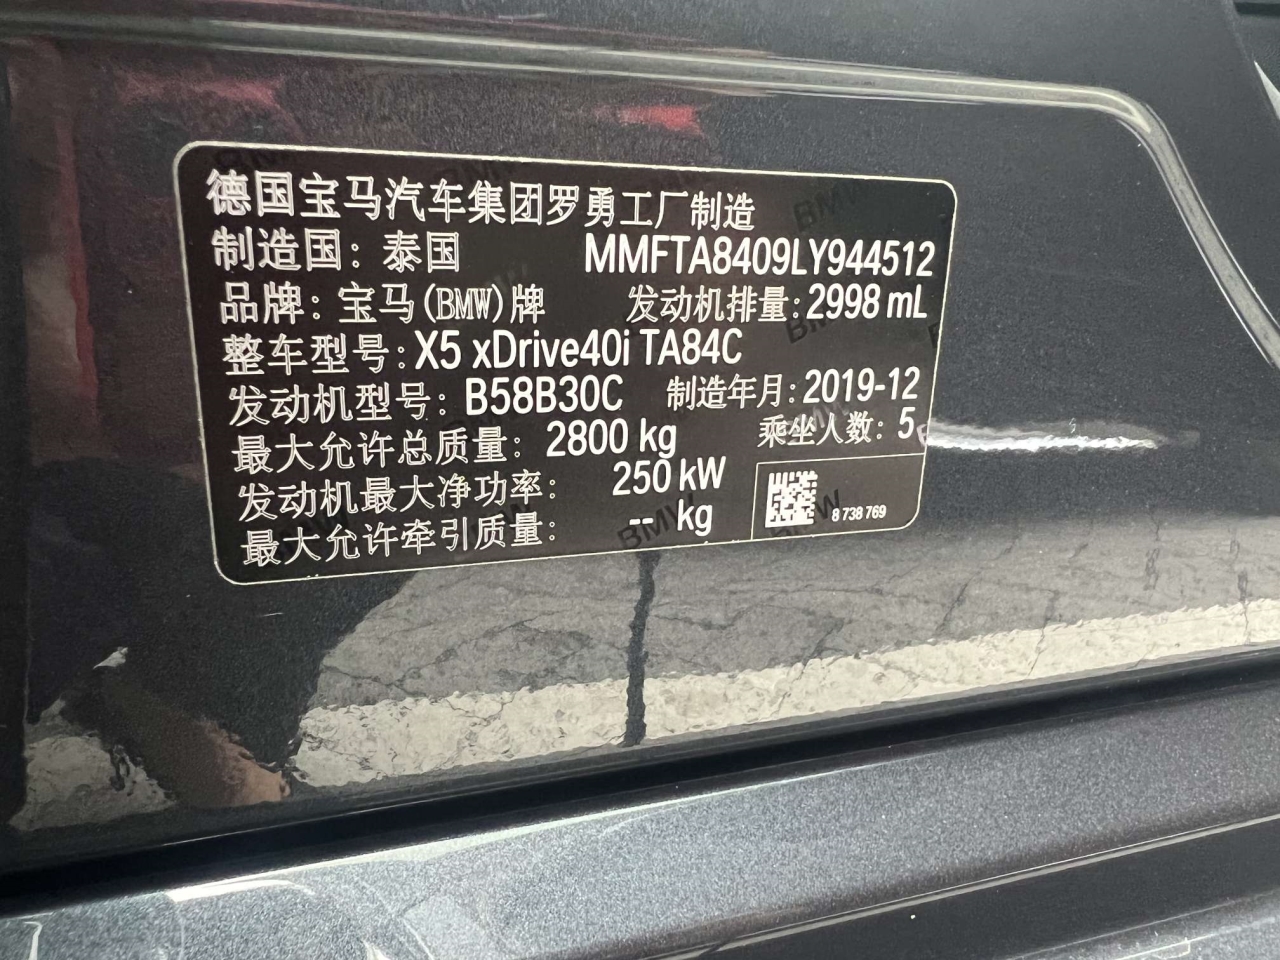 德国宝马汽车集团罗勇工厂制造
制造国：泰国 MMFTA8409LY944512
品牌：宝马(BMW)牌 发动机排量：2998 mL
整车型号：X5 xDrive40i TA84C
发动机型号：B58B30C 制造年月：2019-12
最大允许总质量：2800 kg 乘坐人数：5
发动机最大净功率：250 kW
最大允许牵引质量：-- kg
8 738 769